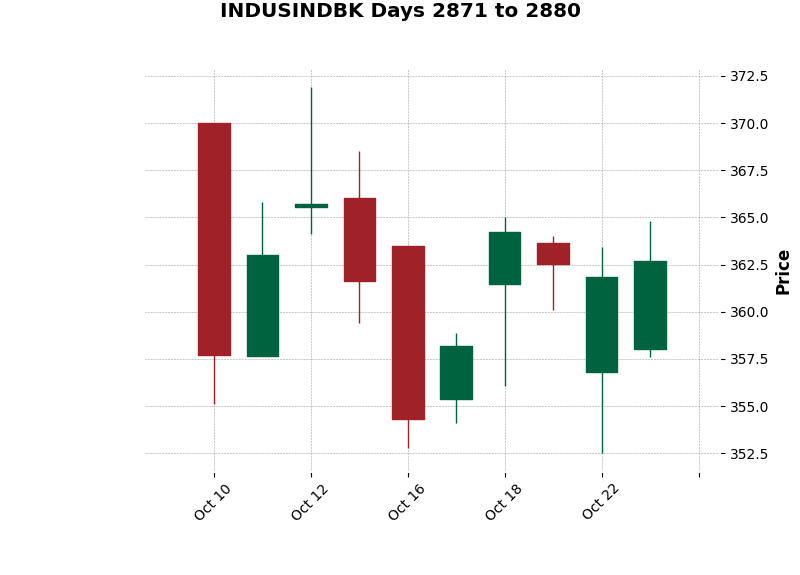 INDUSINDBK Days 2871 to 2880
372.5
370.0
367.5
365.0
362.5
360.0
357.5
355.0
352.5
Price
Oct 10
Oct 12
Oct 16
Oct 18
Oct 22